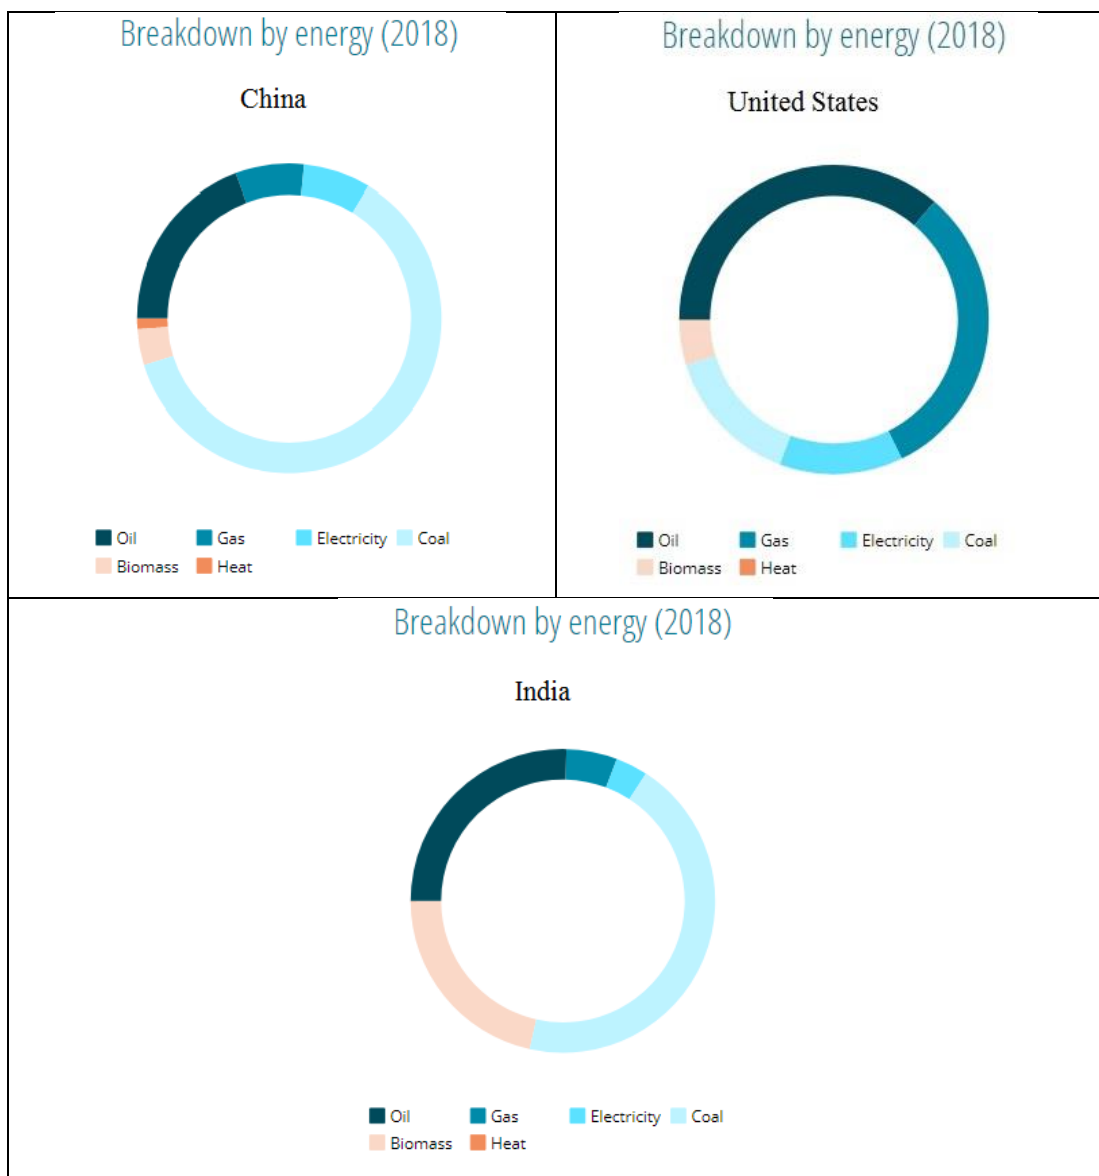 Breakdown by energy (2018)
China
Oil Gas Electricity Coal
Biomass Heat
Breakdown by energy (2018)
United States
Oil Gas Electricity Coal
Biomass Heat
Breakdown by energy (2018)
India
Oil Gas Electricity Coal
Biomass Heat